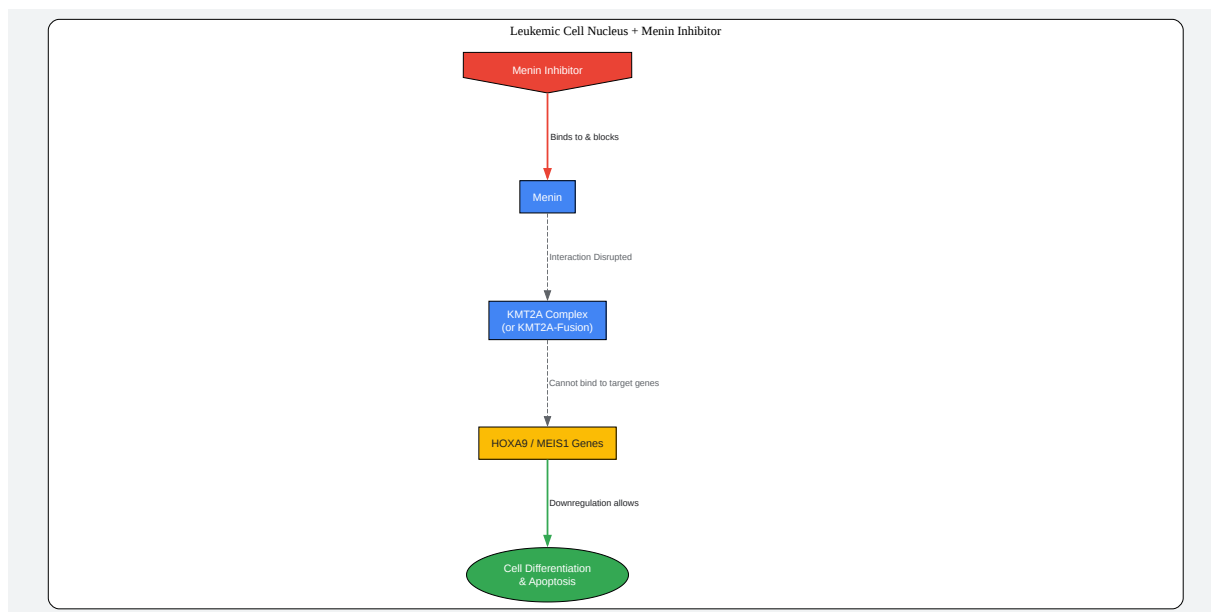 Leukemic Cell Nucleus + Menin Inhibitor
Menin Inhibitor
Binds to & blocks
Menin
Interaction Disrupted
KMT2A Complex
(or KMT2A-Fusion)
Cannot bind to target genes
HOXA9 / MEIS1 Genes
Downregulation allows
Cell Differentiation
& Apoptosis